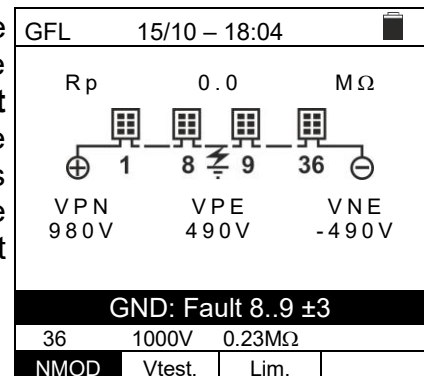 e
e
t
e
s
e
t
GFL 15/10 – 18:04
Rp 0.0 MΩ
1 8 9 36
VPN VPE VNE
980V 490V -490V
GND: Fault 8..9 ±3
36 1000V 0.23MΩ
NMOD Vtest. Lim.